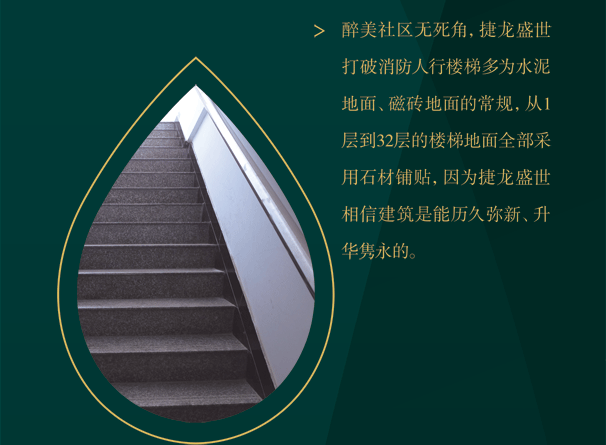 > 醉美社区无死角，捷龙盛世
打破消防人行楼梯多为水泥
地面、磁砖地面的常规，从1
层到32层的楼梯地面全部采
用石材铺贴，因为捷龙盛世
相信建筑是能历久弥新、升
华隽永的。